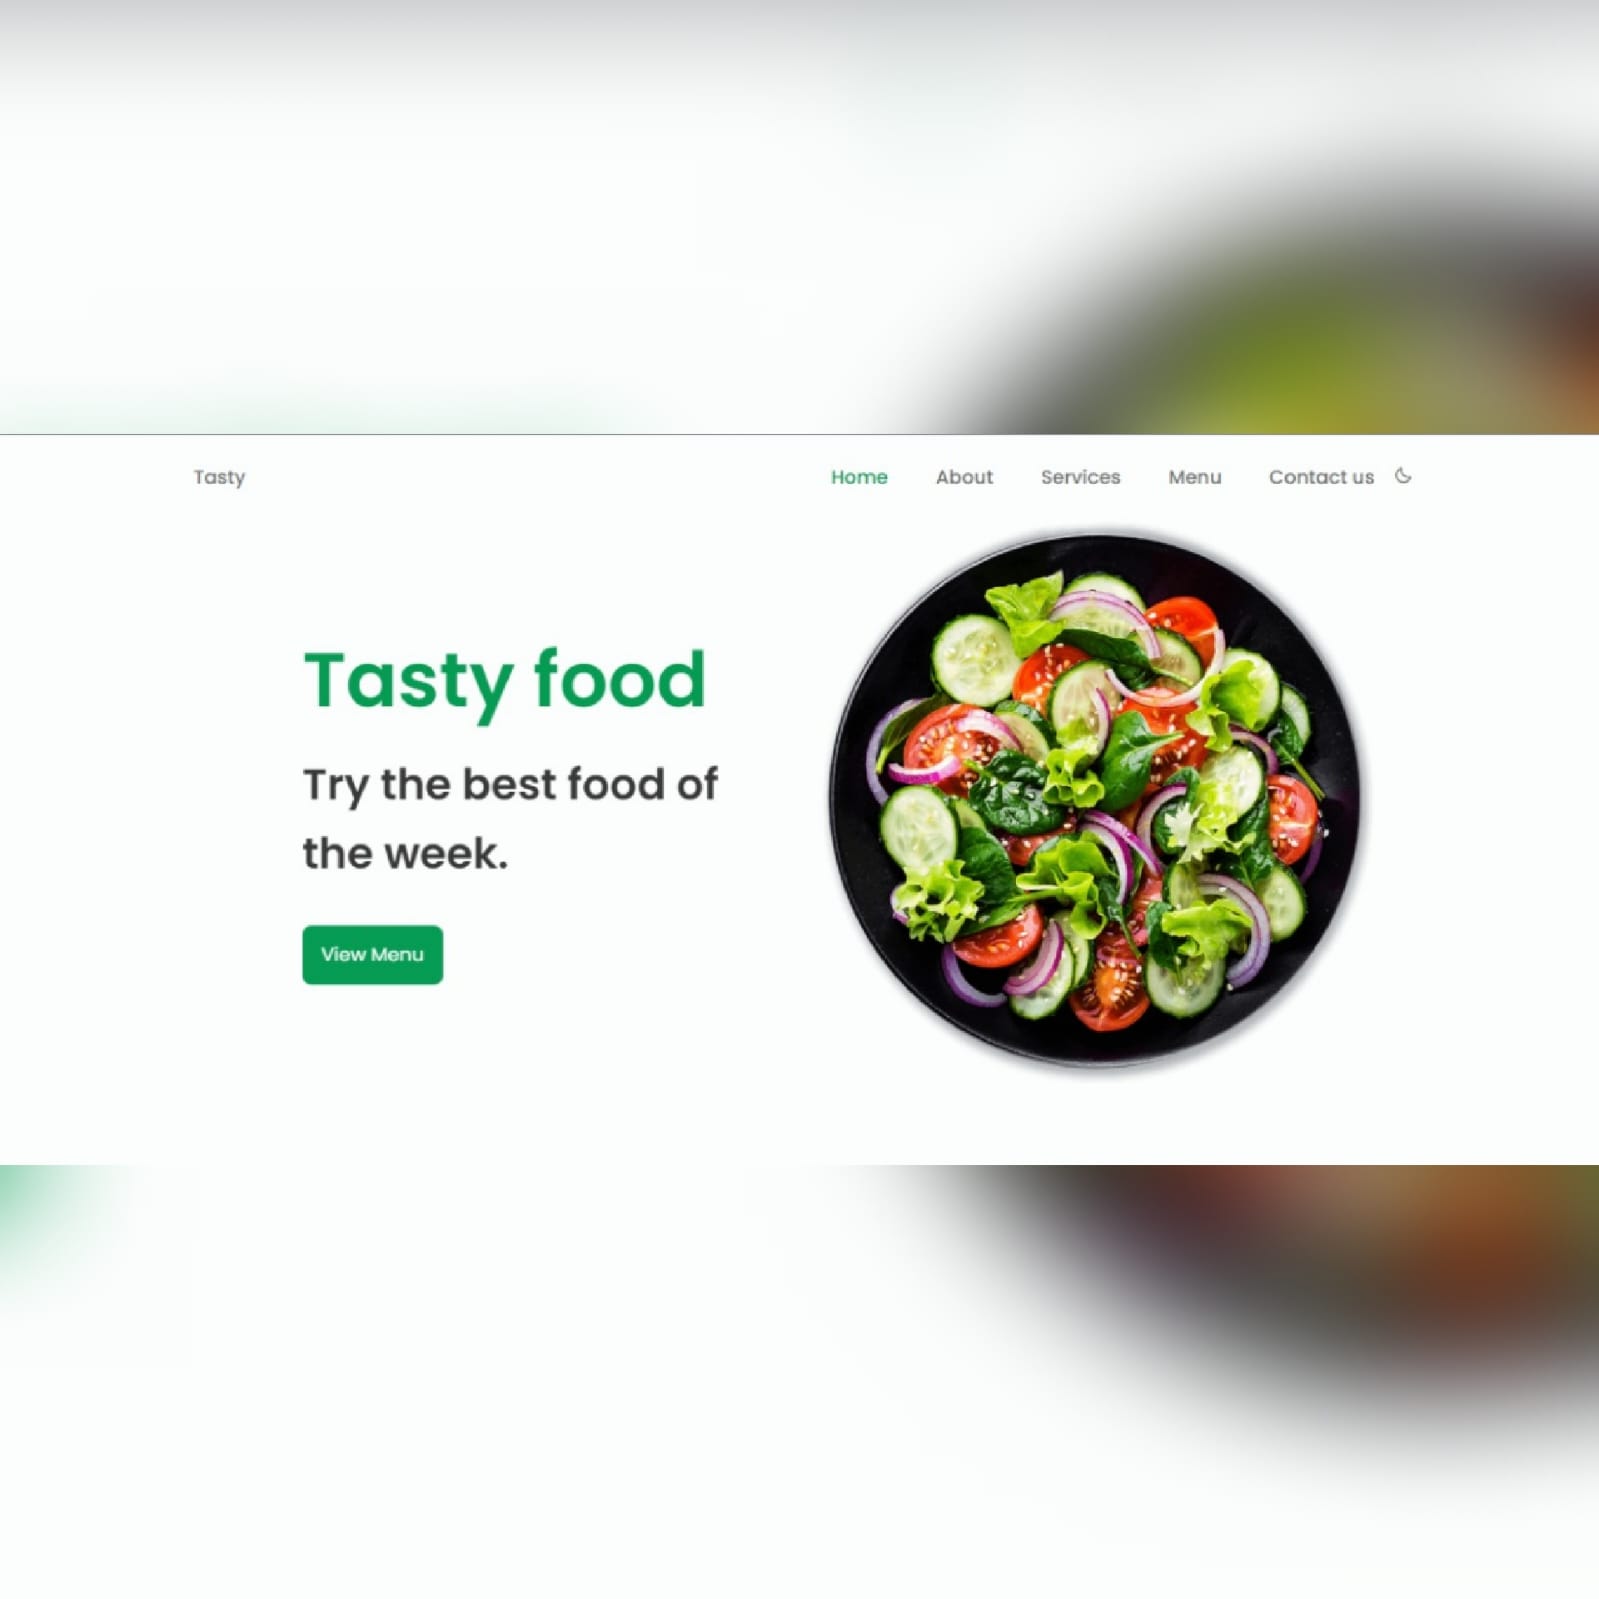 Tasty
Home About Services Menu Contact us
Tasty food
Try the best food of
the week.
View Menu